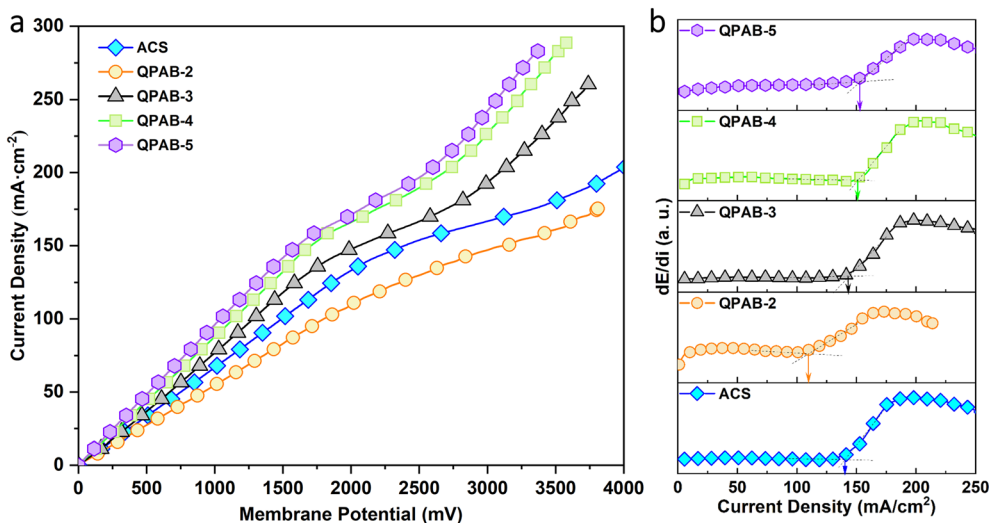 a
300
250
200
150
100
50
0
Current Density (mA·cm⁻²)
ACS
QPAB-2
QPAB-3
QPAB-4
QPAB-5
0 500 1000 1500 2000 2500 3000 3500 4000
Membrane Potential (mV)
b
QPAB-5
QPAB-4
QPAB-3
QPAB-2
ACS
dE/di (a. u.)
0 50 100 150 200 250
Current Density (mA/cm²)